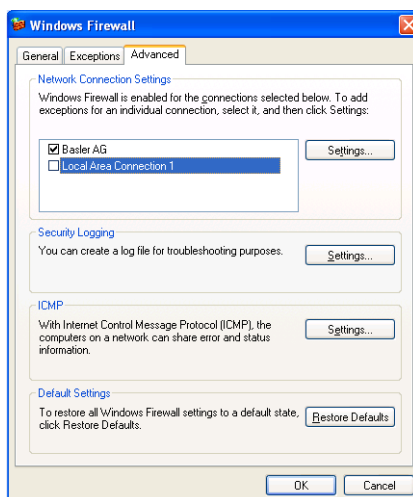 Windows Firewall
General Exceptions Advanced
Network Connection Settings
Windows Firewall is enabled for the connections selected below. To add
exceptions for an individual connection, select it, and then click Settings:
Basler AG
Local Area Connection 1
Settings...
Security Logging
You can create a log file for troubleshooting purposes.
Settings...
ICMP
With Internet Control Message Protocol (ICMP), the
computers on a network can share error and status
information.
Settings...
Default Settings
To restore all Windows Firewall settings to a default state,
click Restore Defaults.
Restore Defaults
OK Cancel